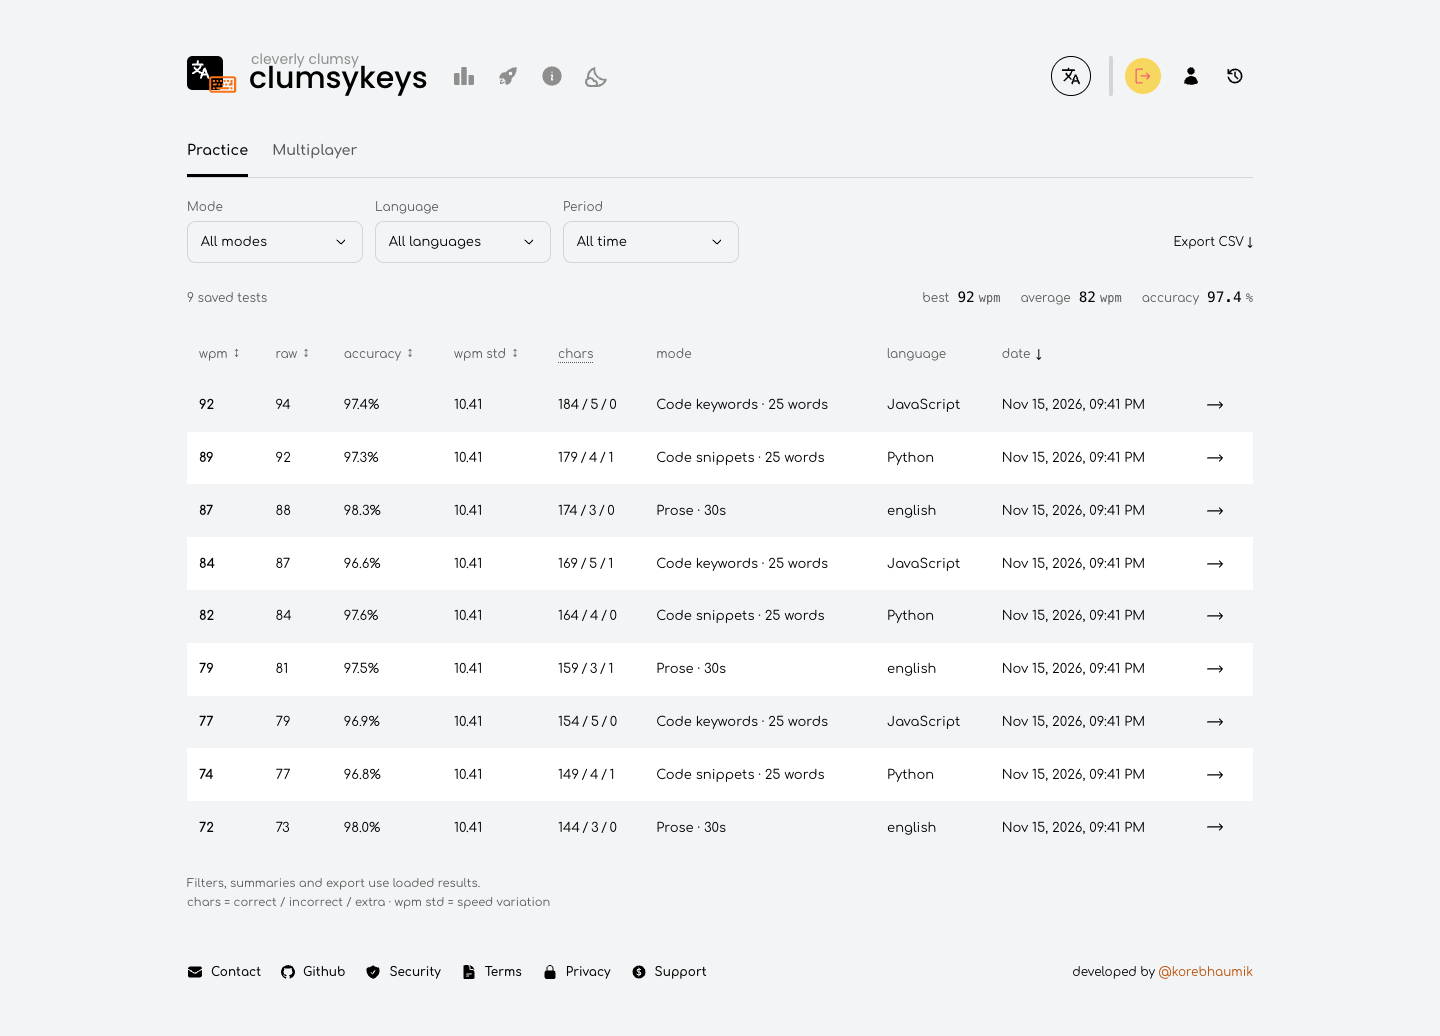 cleverly clumsy
clumsykeys
Practice Multiplayer
Mode Language Period
All modes All languages All time Export CSV ↓
9 saved tests best 92 wpm average 82 wpm accuracy 97.4 %
wpm ↕ raw ↕ accuracy ↕ wpm std ↕ chars mode language date ↓
92 94 97.4% 10.41 184 / 5 / 0 Code keywords · 25 words JavaScript Nov 15, 2026, 09:41 PM →
89 92 97.3% 10.41 179 / 4 / 1 Code snippets · 25 words Python Nov 15, 2026, 09:41 PM →
87 88 98.3% 10.41 174 / 3 / 0 Prose · 30s english Nov 15, 2026, 09:41 PM →
84 87 96.6% 10.41 169 / 5 / 1 Code keywords · 25 words JavaScript Nov 15, 2026, 09:41 PM →
82 84 97.6% 10.41 164 / 4 / 0 Code snippets · 25 words Python Nov 15, 2026, 09:41 PM →
79 81 97.5% 10.41 159 / 3 / 1 Prose · 30s english Nov 15, 2026, 09:41 PM →
77 79 96.9% 10.41 154 / 5 / 0 Code keywords · 25 words JavaScript Nov 15, 2026, 09:41 PM →
74 77 96.8% 10.41 149 / 4 / 1 Code snippets · 25 words Python Nov 15, 2026, 09:41 PM →
72 73 98.0% 10.41 144 / 3 / 0 Prose · 30s english Nov 15, 2026, 09:41 PM →
Filters, summaries and export use loaded results.
chars = correct / incorrect / extra · wpm std = speed variation
Contact Github Security Terms Privacy Support developed by @korebhaumik